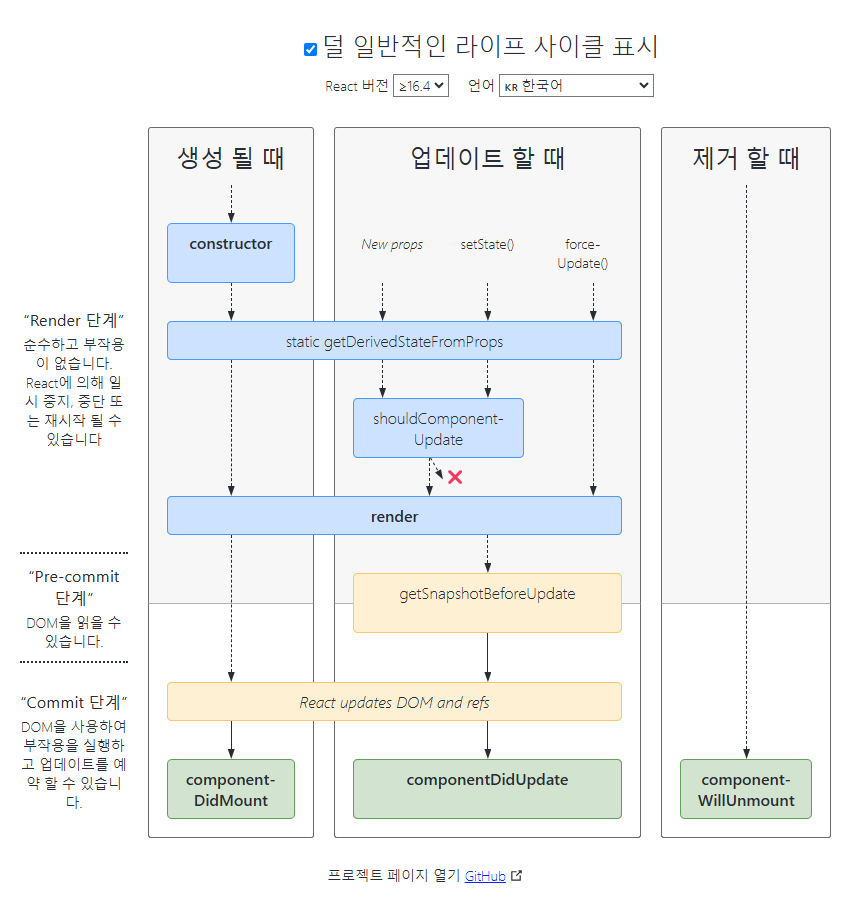 덜 일반적인 라이프 사이클 표시
React 버전 ≥16.4 언어 KR 한국어
생성 될 때
업데이트 할 때
제거 할 때
constructor
New props
setState()
force-
Update()
“Render 단계”
순수하고 부작용
이 없습니다.
React에 의해 일
시 중지, 중단 또
는 재시작 될 수
있습니다
static getDerivedStateFromProps
shouldComponent-
Update
render
“Pre-commit
단계”
DOM을 읽을 수
있습니다.
getSnapshotBeforeUpdate
“Commit 단계”
DOM을 사용하여
부작용을 실행하
고 업데이트를 예
약 할 수 있습니
다.
React updates DOM and refs
component-
DidMount
componentDidUpdate
component-
WillUnmount
프로젝트 페이지 열기 GitHub